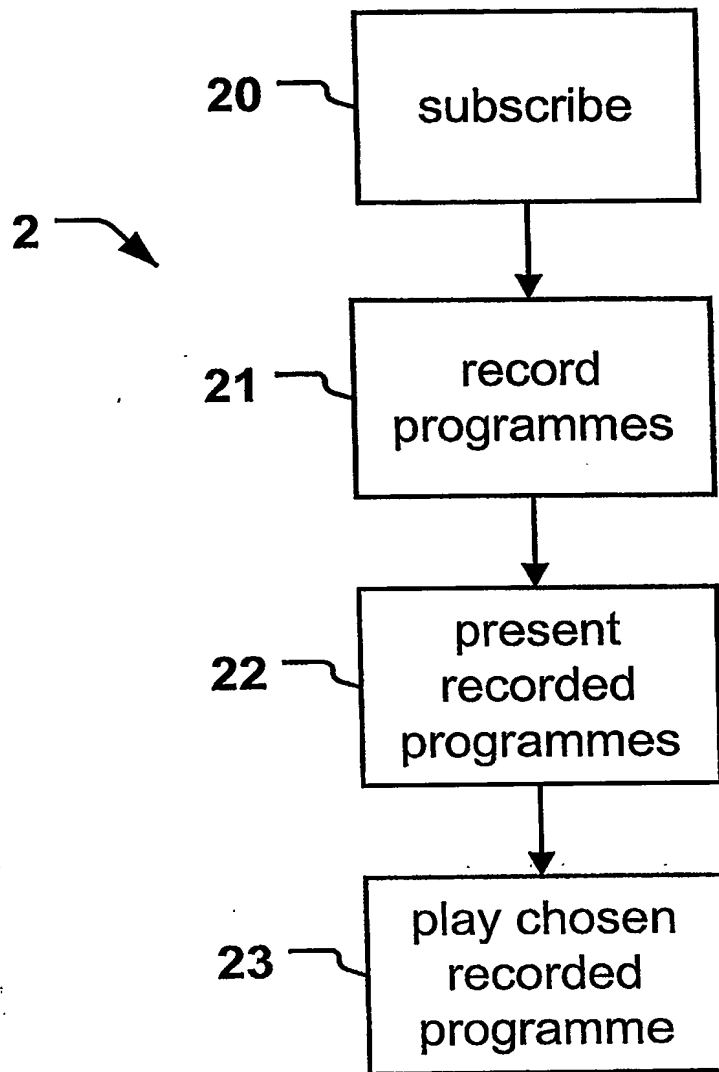 20
subscribe
2
21
record
programmes
22
present
recorded
programmes
23
play chosen
recorded
programme